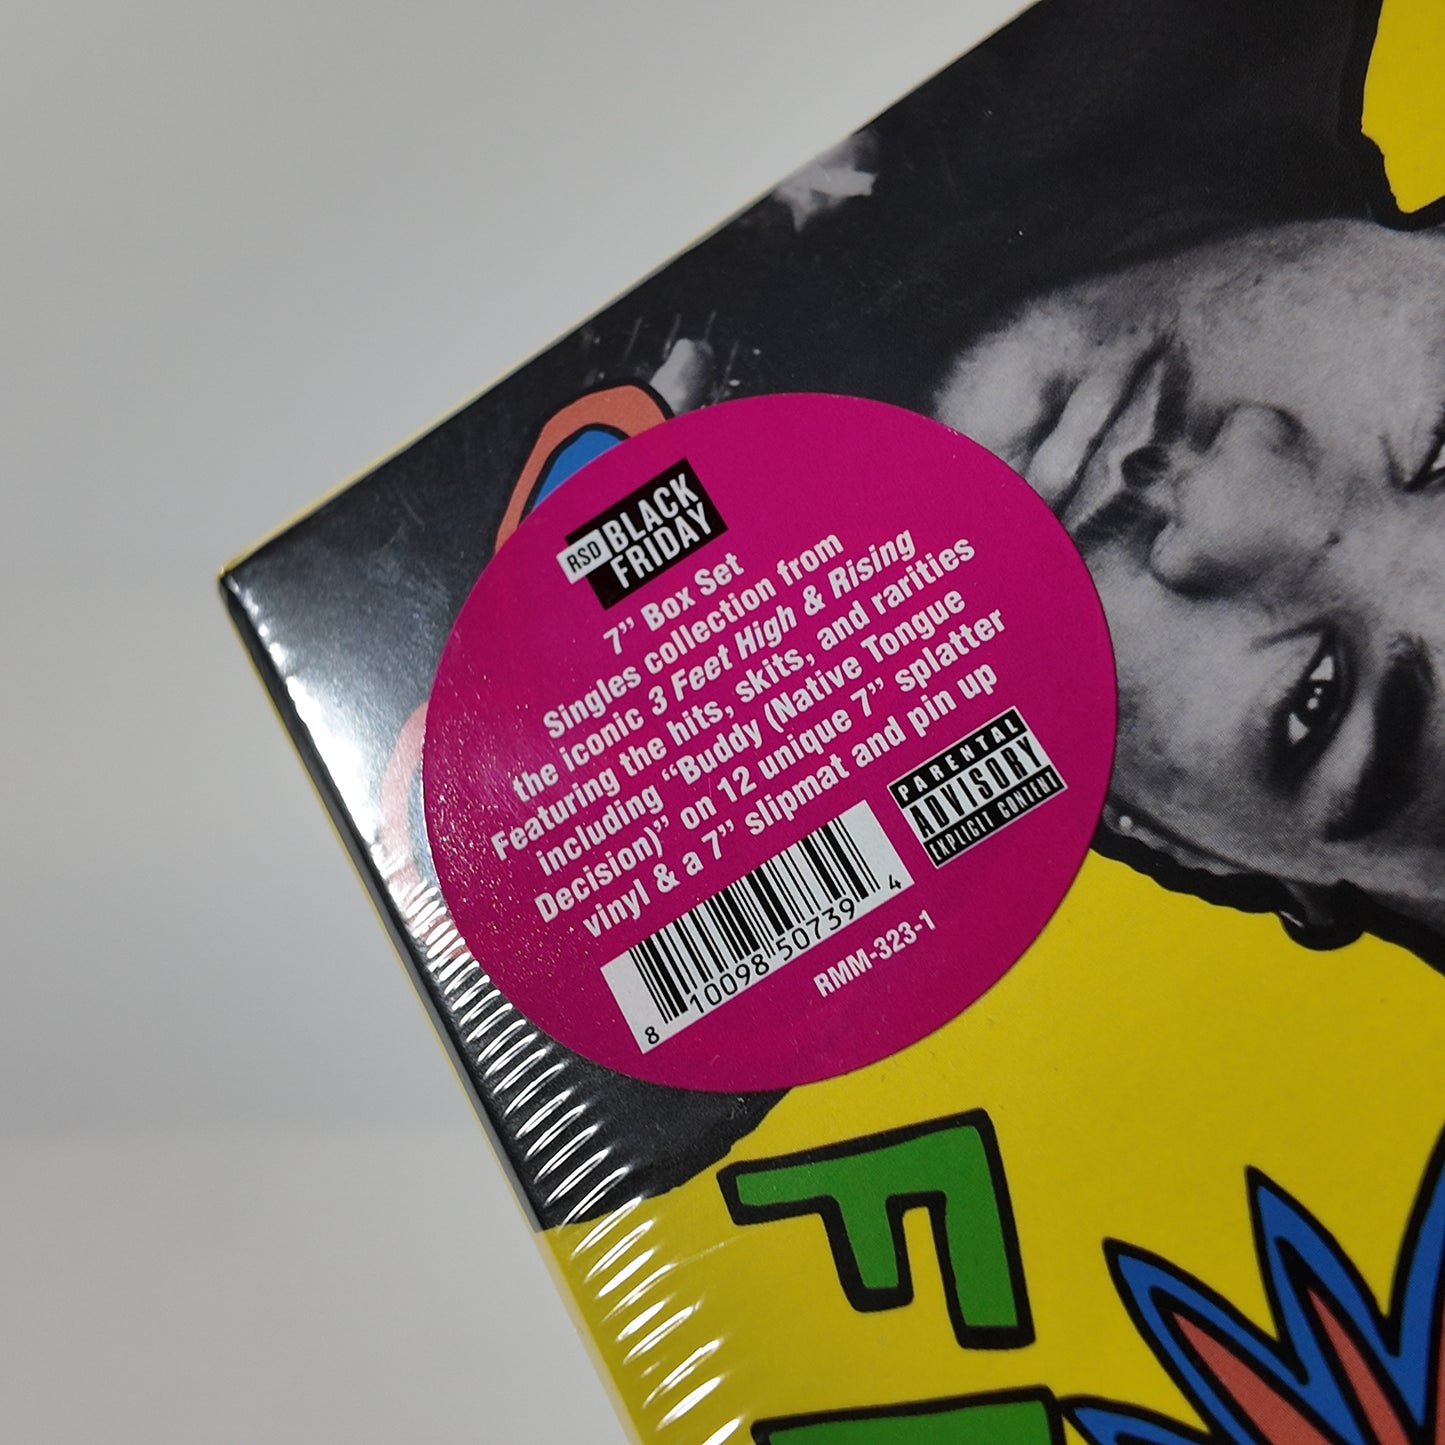 RSD BLACK
FRIDAY
7” Box Set
Singles collection from
the iconic 3 Feet High & Rising
Featuring the hits, skits, and rarities
including “Buddy (Native Tongue
Decision)” on 12 unique 7” splatter
vinyl & a 7” slipmat and pin up
PARENTAL
ADVISORY
EXPLICIT CONTENT
8 10098 50739 4
RMM-323-1
F